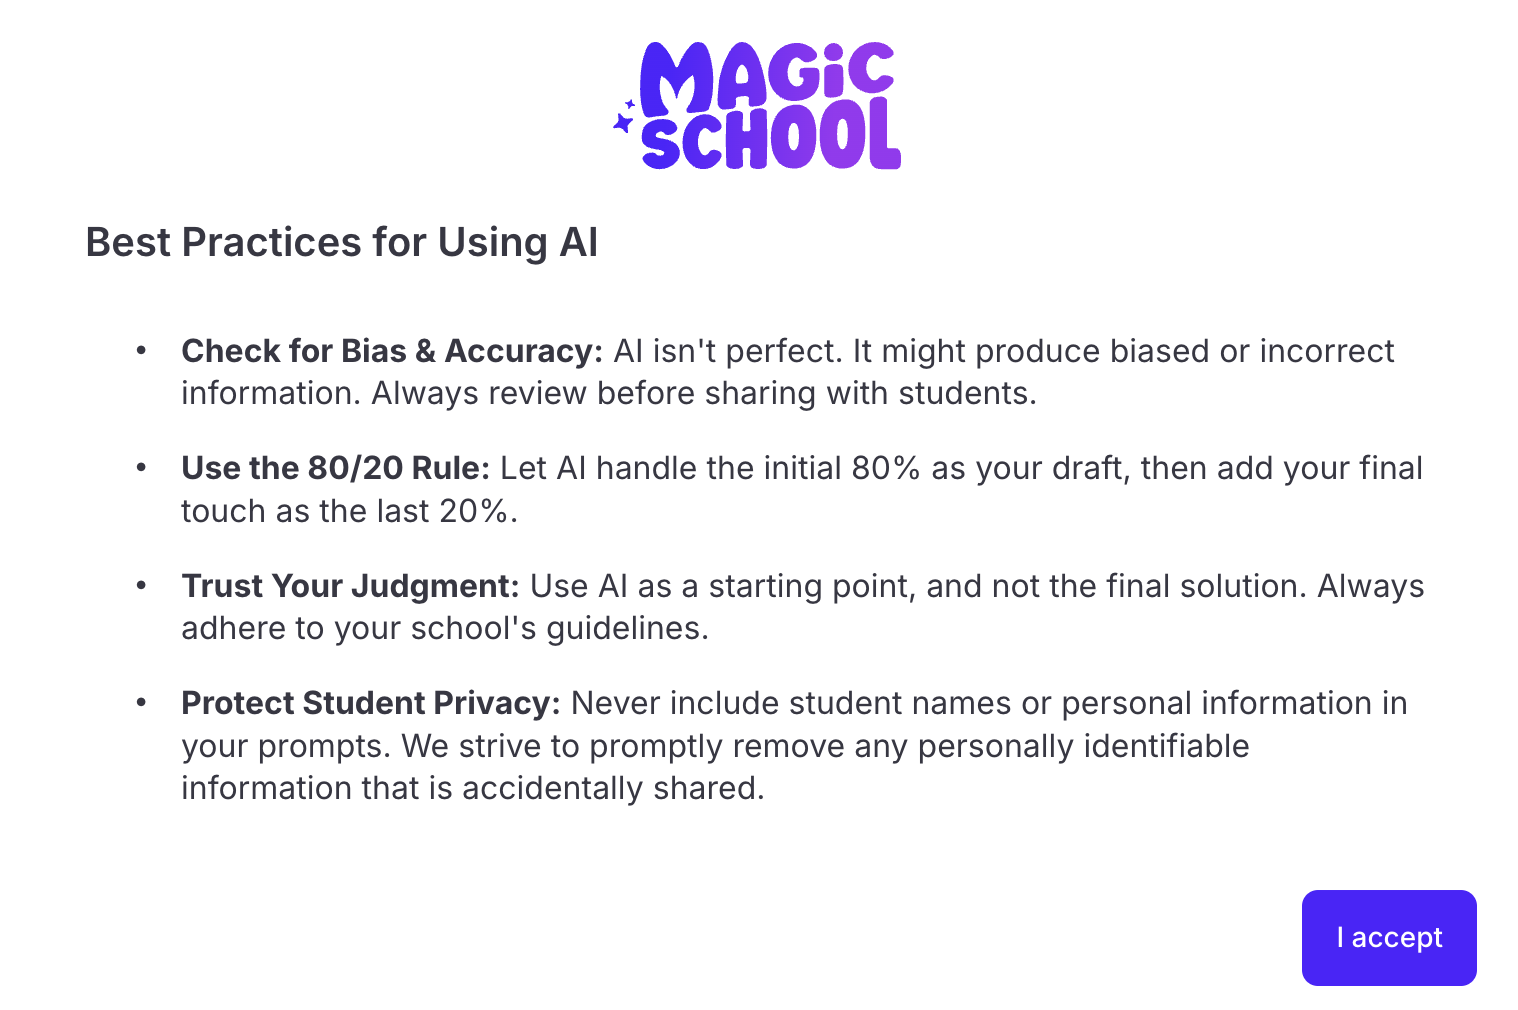 MAGiC
SCHOOL
Best Practices for Using AI
• Check for Bias & Accuracy: AI isn't perfect. It might produce biased or incorrect
information. Always review before sharing with students.
• Use the 80/20 Rule: Let AI handle the initial 80% as your draft, then add your final
touch as the last 20%.
• Trust Your Judgment: Use AI as a starting point, and not the final solution. Always
adhere to your school's guidelines.
• Protect Student Privacy: Never include student names or personal information in
your prompts. We strive to promptly remove any personally identifiable
information that is accidentally shared.
I accept